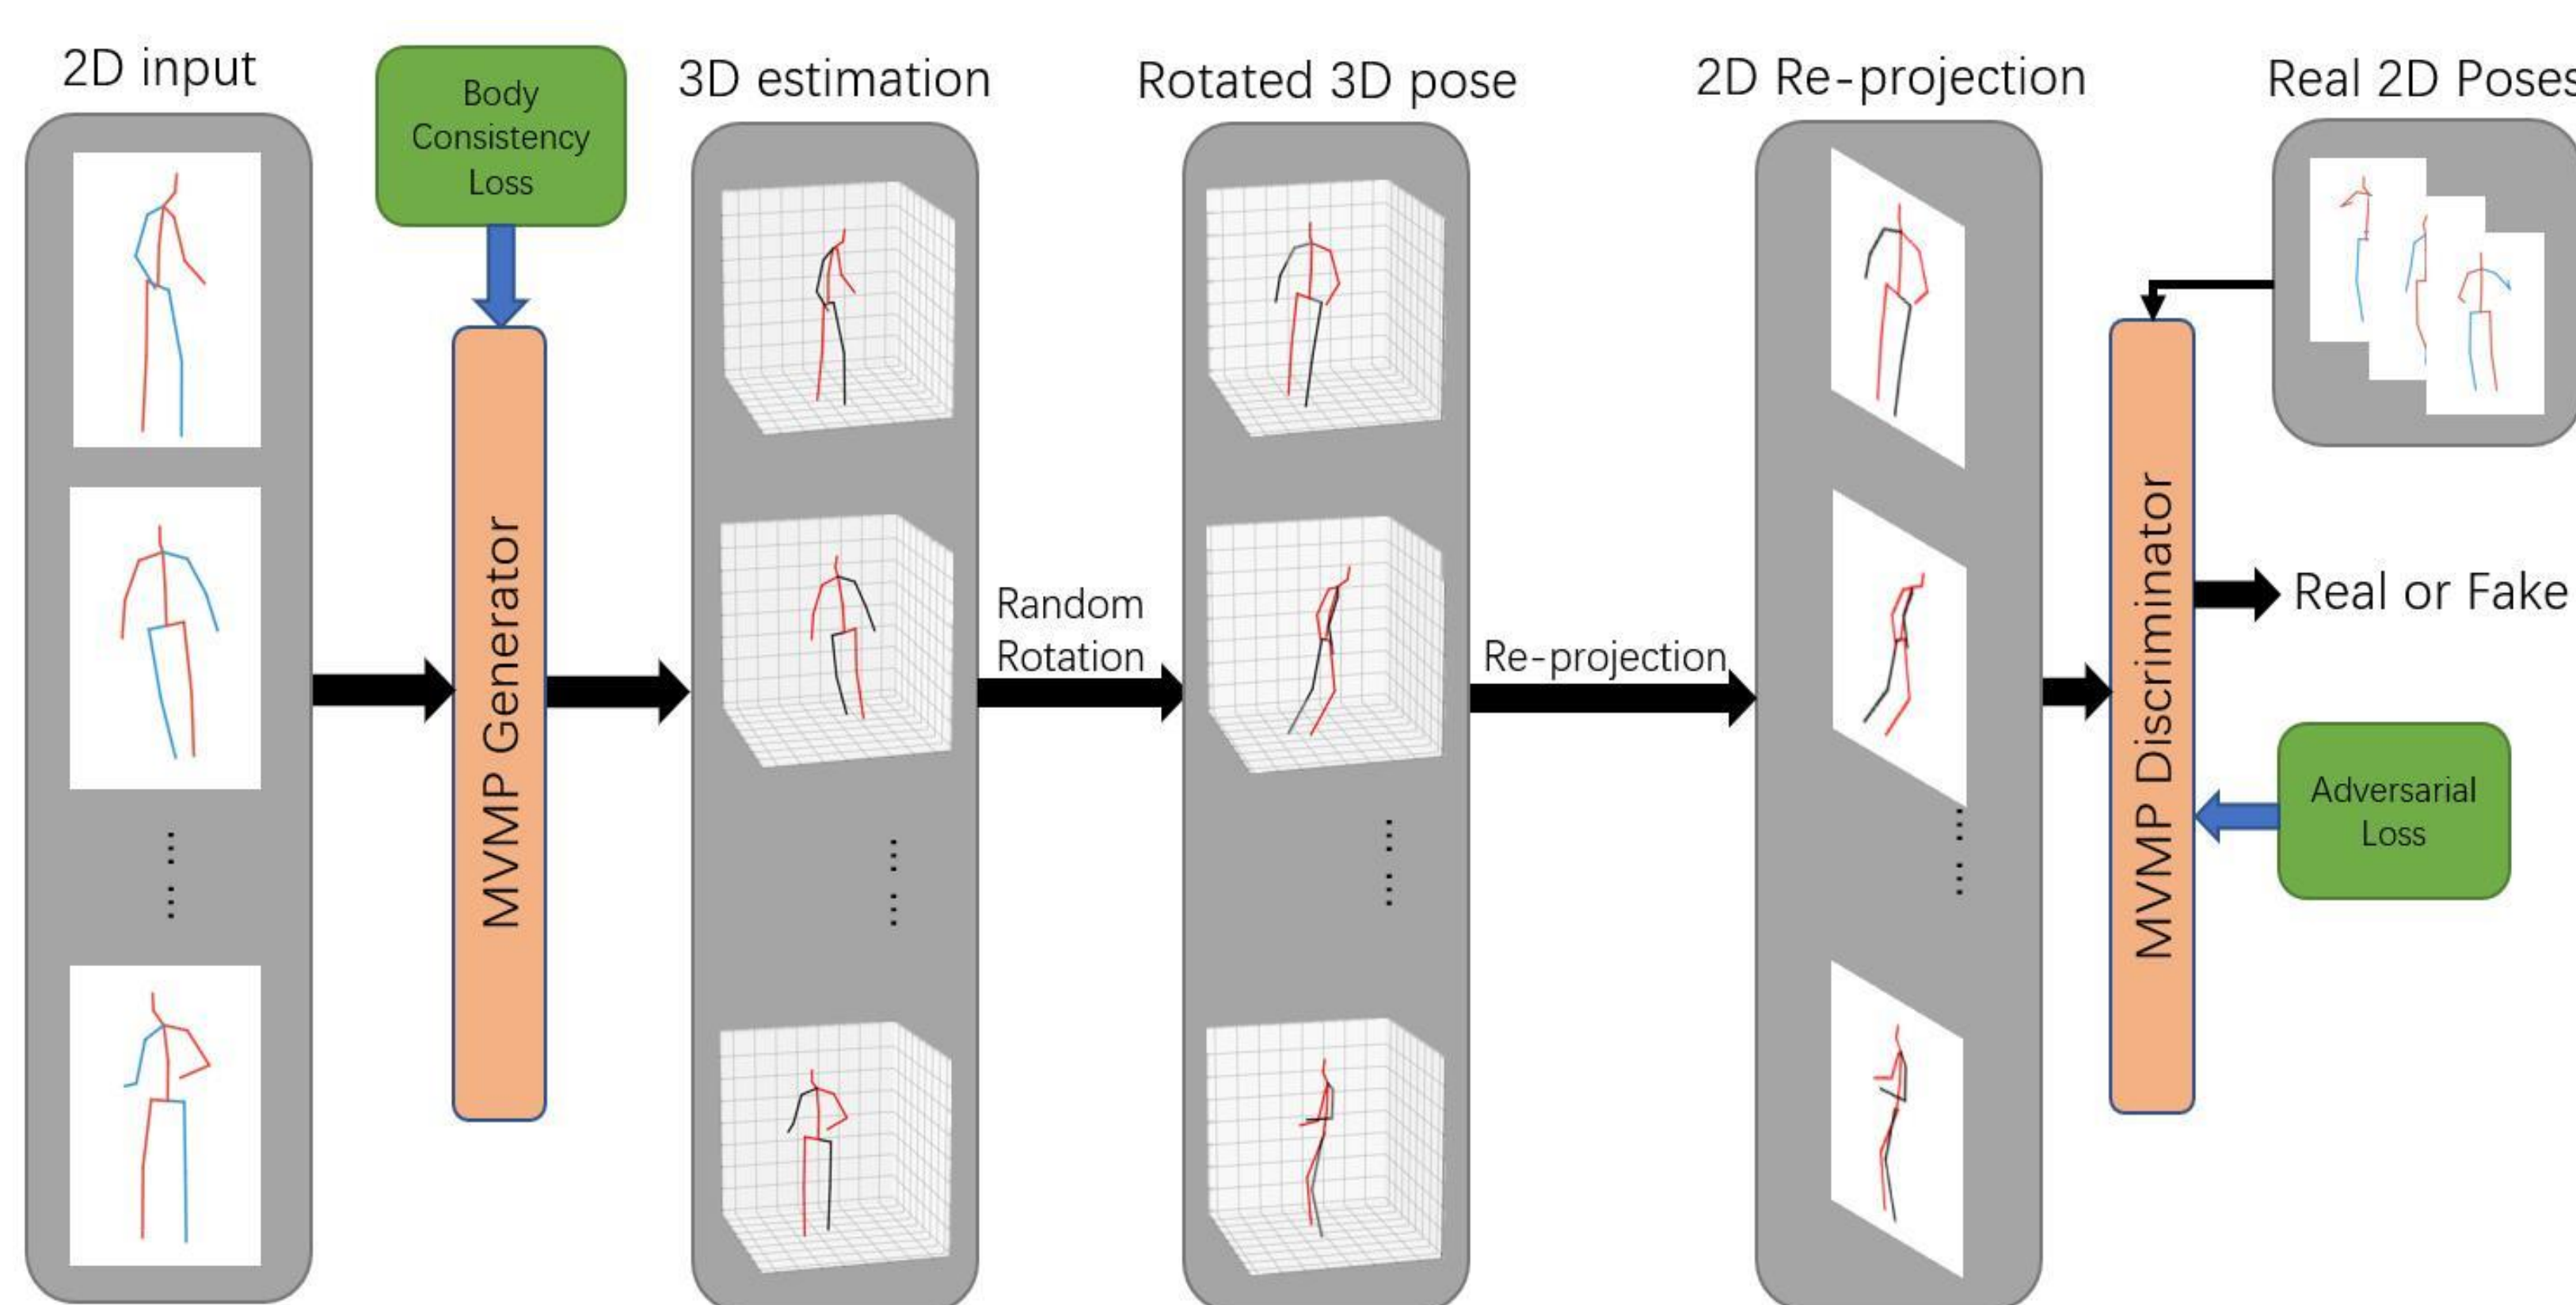 2D input
Body
Consistency
Loss
3D estimation
Rotated 3D pose
2D Re-projection
Real 2D Poses
MVMP Generator
Random
Rotation
Re-projection
MVMP Discriminator
Real or Fake
Adversarial
Loss